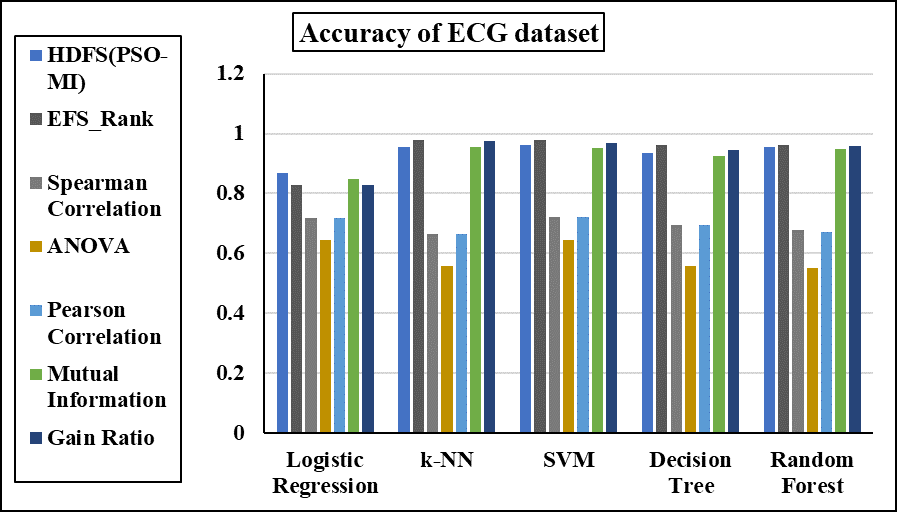 Accuracy of ECG dataset
HDFS(PSO-
MI)
EFS_Rank
Spearman
Correlation
ANOVA
Pearson
Correlation
Mutual
Information
Gain Ratio
1.2
1
0.8
0.6
0.4
0.2
0
Logistic
Regression
k-NN
SVM
Decision
Tree
Random
Forest